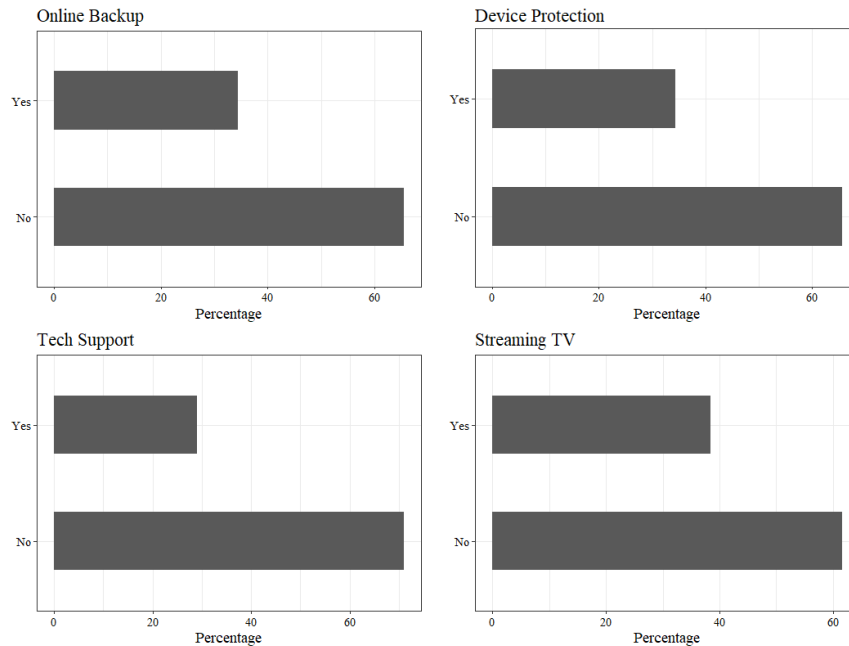 Online Backup
Yes
No
0 20 40 60
Percentage
Device Protection
Yes
No
0 20 40 60
Percentage
Tech Support
Yes
No
0 20 40 60
Percentage
Streaming TV
Yes
No
0 20 40 60
Percentage